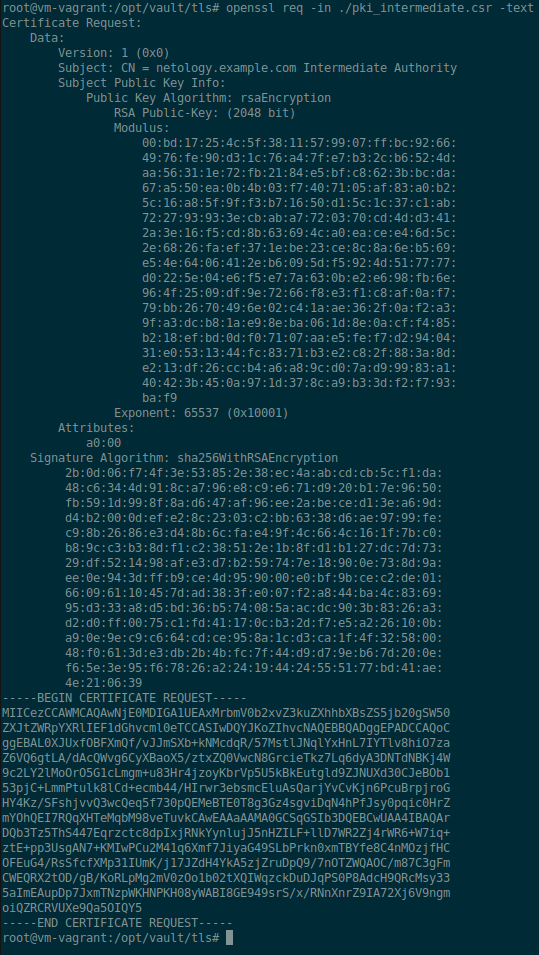 root@vm-vagrant:/opt/vault/tls# openssl req -in ./pki_intermediate.csr -text
Certificate Request:
    Data:
        Version: 1 (0x0)
        Subject: CN = netology.example.com Intermediate Authority
        Subject Public Key Info:
            Public Key Algorithm: rsaEncryption
                RSA Public-Key: (2048 bit)
                Modulus:
                    00:bd:17:25:4c:5f:38:11:57:99:07:ff:bc:92:66:
                    49:76:fe:90:d3:1c:76:a4:7f:e7:b3:2c:b6:52:4d:
                    aa:56:31:1e:72:fb:21:84:e5:bf:c8:62:3b:bc:da:
                    67:a5:50:ea:0b:4b:03:f7:40:71:05:af:83:a0:b2:
                    5c:16:a8:5f:9f:f3:b7:16:50:d1:5c:1c:37:c1:ab:
                    72:27:93:93:3e:cb:ab:a7:72:03:70:cd:4d:d3:41:
                    2a:3e:16:f5:cd:8b:63:69:4c:a0:ea:ce:e4:6d:5c:
                    2e:68:26:fa:ef:37:1e:be:23:ce:8c:8a:6e:b5:69:
                    e5:4e:64:06:41:2e:b6:09:5d:f5:92:4d:51:77:77:
                    d0:22:5e:04:e6:f5:e7:7a:63:0b:e2:e6:98:fb:6e:
                    96:4f:25:09:df:9e:72:66:f8:e3:f1:c8:af:0a:f7:
                    79:bb:26:70:49:6e:02:c4:1a:ae:36:2f:0a:f2:a3:
                    9f:a3:dc:b8:1a:e9:8e:ba:06:1d:8e:0a:cf:f4:85:
                    b2:18:ef:bd:0d:f0:71:07:aa:e5:fe:f7:d2:94:04:
                    31:e0:53:13:44:fc:83:71:b3:e2:c8:2f:88:3a:8d:
                    e2:13:df:26:cc:b4:a6:a8:9c:d0:7a:d9:99:83:a1:
                    40:42:3b:45:0a:97:1d:37:8c:a9:b3:3d:f2:f7:93:
                    ba:f9
                Exponent: 65537 (0x10001)
        Attributes:
            a0:00
    Signature Algorithm: sha256WithRSAEncryption
         2b:0d:06:f7:4f:3e:53:85:2e:38:ec:4a:ab:cd:cb:5c:f1:da:
         48:c6:34:4d:91:8c:a7:96:e8:c9:e6:71:d9:20:b1:7e:96:50:
         fb:59:1d:99:8f:8a:d6:47:af:96:ee:2a:be:ce:d1:3e:a6:9d:
         d4:b2:00:0d:ef:e2:8c:23:03:c2:bb:63:38:d6:ae:97:99:fe:
         c9:8b:26:86:e3:d4:8b:6c:fa:e4:9f:4c:66:4c:16:1f:7b:c0:
         b8:9c:c3:b3:8d:f1:c2:38:51:2e:1b:8f:d1:b1:27:dc:7d:73:
         29:df:52:14:98:af:e3:d7:b2:59:74:7e:18:90:0e:73:8d:9a:
         ee:0e:94:3d:ff:b9:ce:4d:95:90:00:e0:bf:9b:ce:c2:de:01:
         66:09:61:10:45:7d:ad:38:3f:e0:07:f2:a8:44:ba:4c:83:69:
         95:d3:33:a8:d5:bd:36:b5:74:08:5a:ac:dc:90:3b:83:26:a3:
         d2:d0:ff:00:75:c1:fd:41:17:0c:b3:2d:f7:e5:a2:26:10:0b:
         a9:0e:9e:c9:c6:64:cd:ce:95:8a:1c:d3:ca:1f:4f:32:58:00:
         48:f0:61:3d:e3:db:2b:4b:fc:7f:44:d9:d7:9e:b6:7d:20:0e:
         f6:5e:3e:95:f6:78:26:a2:24:19:44:24:55:51:77:bd:41:ae:
         4e:21:06:39
-----BEGIN CERTIFICATE REQUEST-----
MIICezCCAWMCAQAwNjE0MDIGA1UEAxMrbmV0b2xvZ3kuZXhhbXBsZS5jb20gSW50
ZXJtZWRpYXRlIEF1dGhvcml0eTCCASIwDQYJKoZIhvcNAQEBBQADggEPADCCAQoC
ggEBAL0XJUxfOBFXmQf/vJJmSXb+kNMcdqR/57MstlJNqlYxHnL7IYTlv8hiO7za
Z6VQ6gtLA/dAcQWvg6CyXBaoX5/ztxZQ0VwcN8GrcieTkz7Lq6dyA3DNTdNBKj4W
9c2LY2lMoOrO5G1cLmgm+u83Hr4jzoyKbrVp5U5kBkEutgld9ZJNUXd30CJeBOb1
53pjC+LmmPtulk8lCd+ecmb44/HIrwr3ebsmcEluAsQarjYvCvKjn6PcuBrpjroG
HY4Kz/SFshjvvQ3wcQeq5f730pQEMeBTE0T8g3Gz4sgviDqN4hPfJsy0pqic0HrZ
mYOhQEI7RQqXHTeMqbM98veTuvkCAwEAAaAAMA0GCSqGSIb3DQEBCwUAA4IBAQAr
DQb3Tz5ThS447Eqrzctc8dpIxjRNkYynlujJ5nHZILF+llD7WR2Zj4rWR6+W7iq+
ztE+pp3UsgAN7+KMIwPCu2M41q6Xmf7JiyaG49SLbPrkn0xmTBYfe8C4nMOzjfHC
OFEuG4/RsSfcfXMp31IUmK/j17JZdH4YkA5zjZruDpQ9/7nOTZWQAOC/m87C3gFm
CWEQRX2tOD/gB/KoRLpMg2mV0zOo1b02tXQIWqzckDuDJqPS0P8AdcH9QRcMsy33
5aImEAupDp7JxmTNzpWKHNPKH08yWABI8GE949srS/x/RNnXnrZ9IA72Xj6V9ngm
oiQZRCRVUXe9Qa5OIQY5
-----END CERTIFICATE REQUEST-----
root@vm-vagrant:/opt/vault/tls#